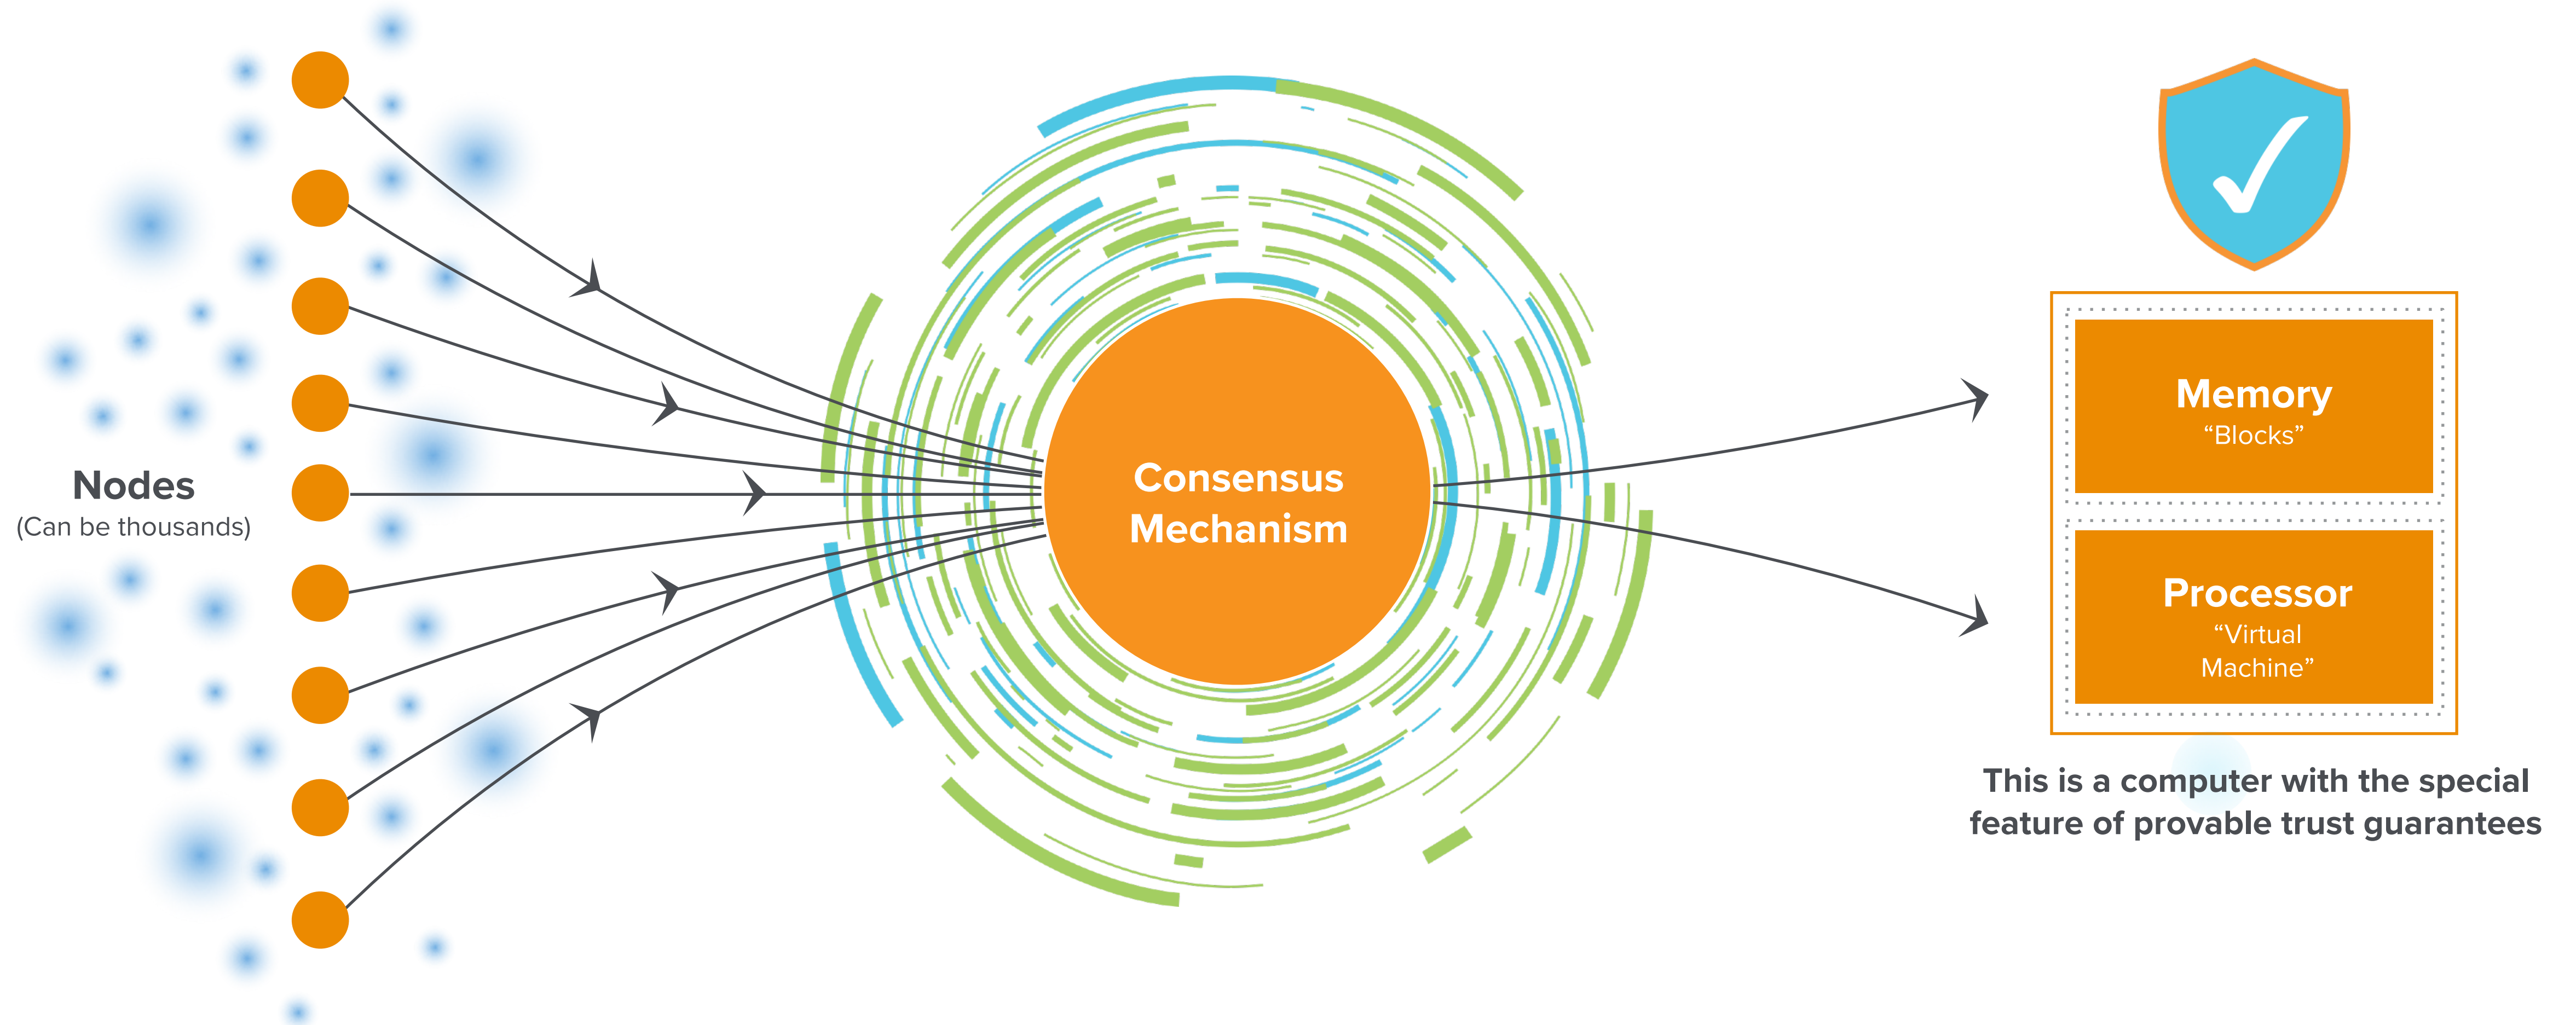 Nodes
(Can be thousands)
Consensus
Mechanism
Memory
“Blocks”
Processor
“Virtual
Machine”
This is a computer with the special
feature of provable trust guarantees